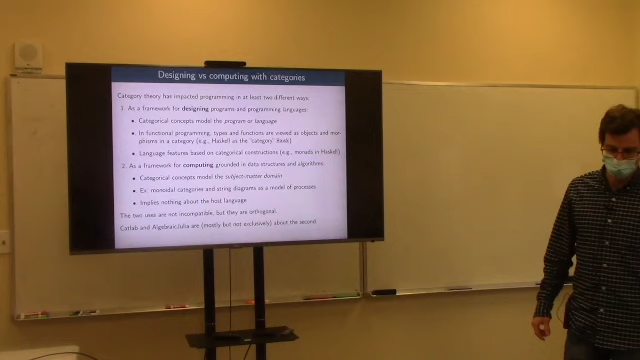 Designing vs computing with categories
Category theory has impacted programming in at least two different ways:
1. As a framework for designing programs and programming languages:
• Categorical concepts model the program or language
• In functional programming, types and functions are viewed as objects and mor-
phisms in a category (e.g., Haskell as the "category" Hask)
• Language features based on categorical constructions (e.g., monads in Haskell)
2. As a framework for computing grounded in data structures and algorithms:
• Categorical concepts model the subject-matter domain
• Ex: monoidal categories and string diagrams as a model of processes
• Implies nothing about the host language
The two uses are not incompatible, but they are orthogonal.
Catlab and AlgebraicJulia are (mostly but not exclusively) about the second